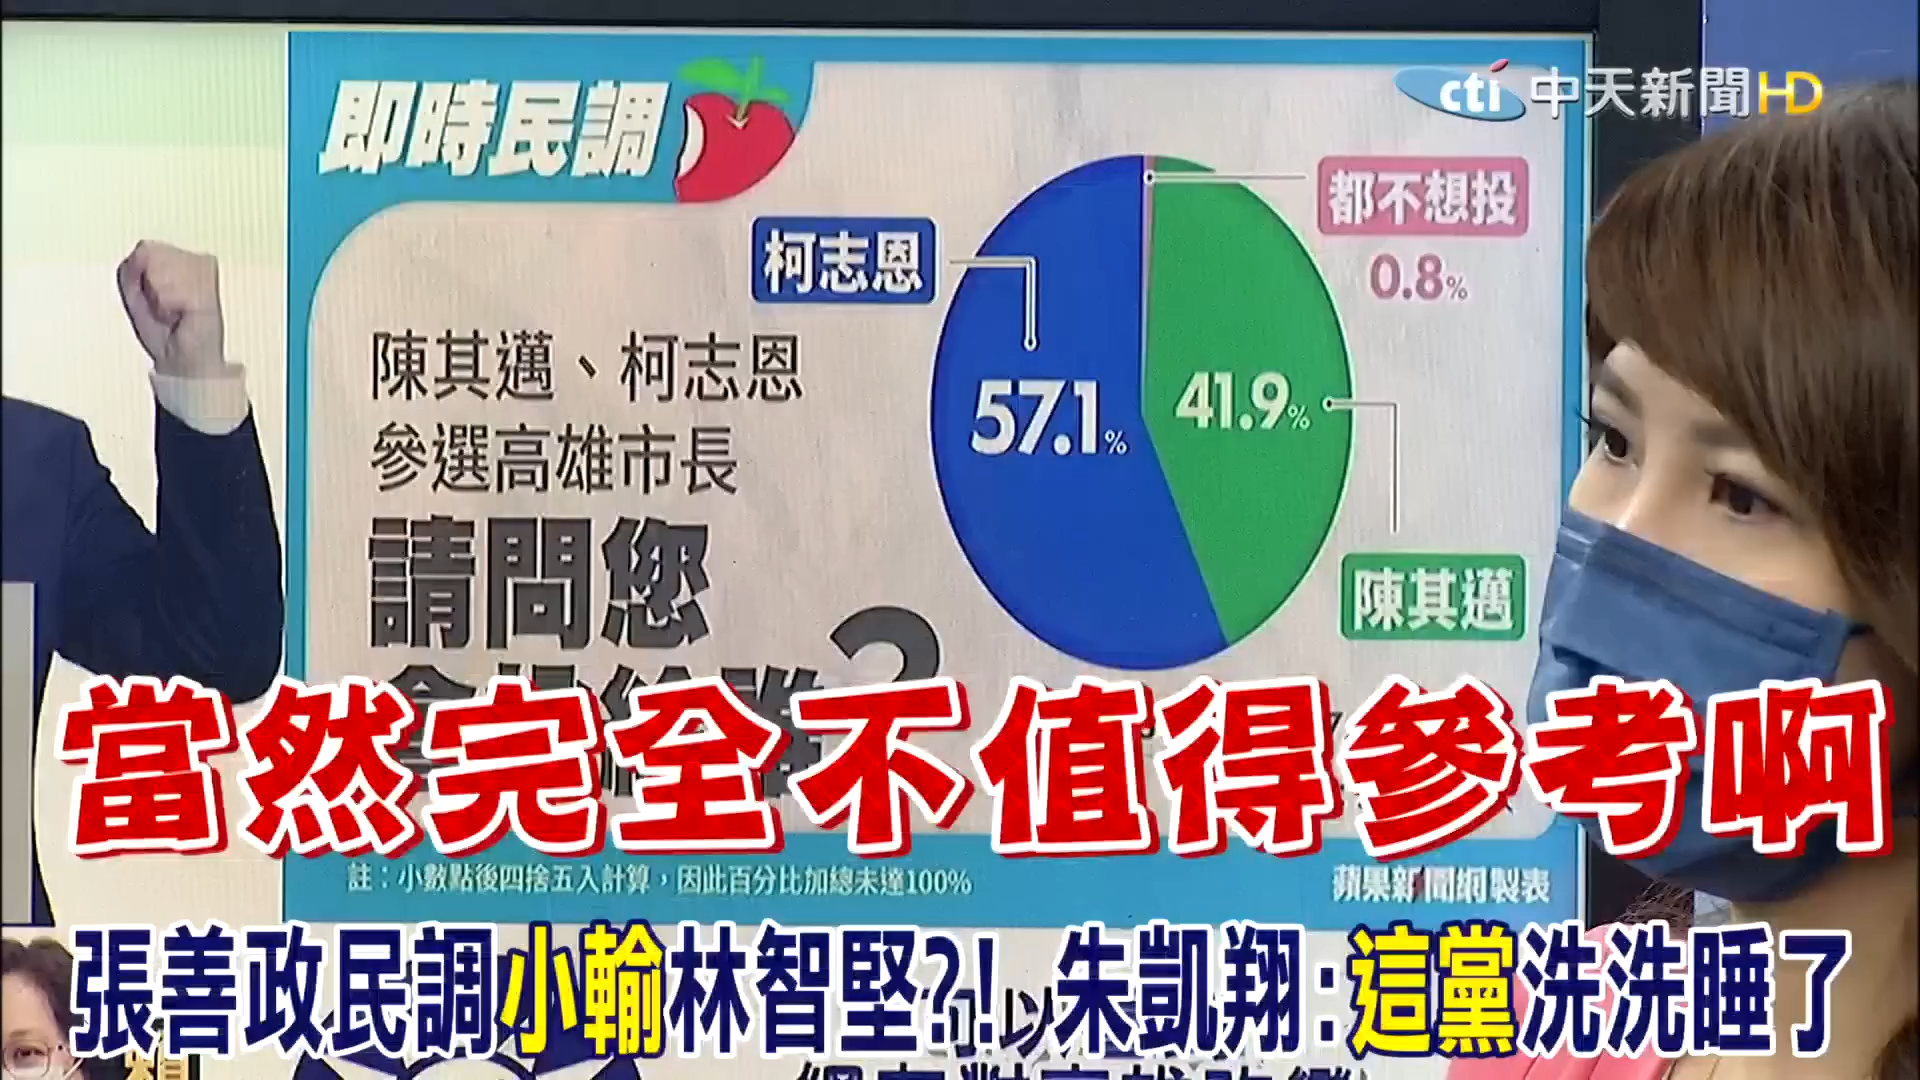 即時民調
cti 中天新聞HD
都不想投
0.8%
柯志恩
57.1%
41.9%
陳其邁
陳其邁、柯志恩
參選高雄市長
請問您
當然完全不值得參考啊
註：小數點後四捨五入計算，因此百分比加總未達100%
蘋果新聞網製表
張善政民調小輸林智堅?! 朱凱翔:這黨洗洗睡了